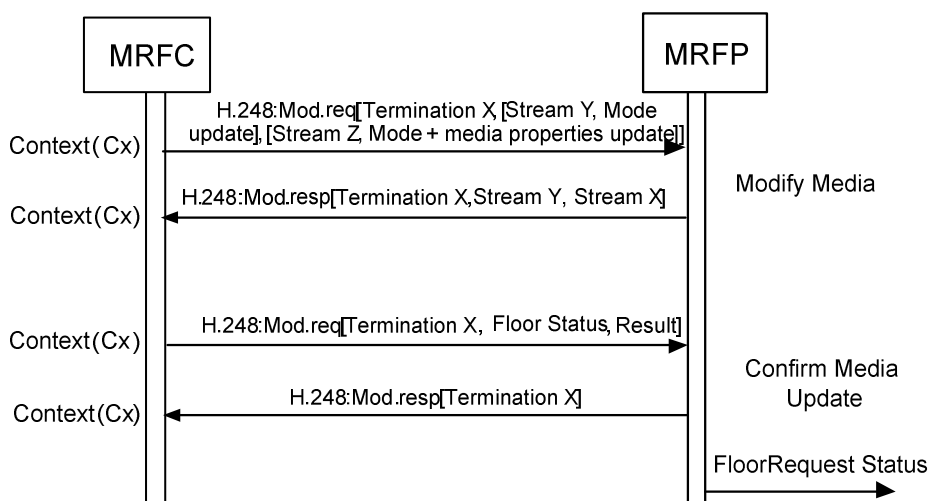 MRFC
MRFP
H.248:Mod.req[Termination X, [Stream Y, Mode
update], [Stream Z, Mode + media properties update]]
Context(Cx)
Modify Media
H.248:Mod.resp[Termination X,Stream Y, Stream X]
Context(Cx)
H.248:Mod.req[Termination X, Floor Status, Result]
Context(Cx)
Confirm Media
Update
H.248:Mod.resp[Termination X]
Context(Cx)
FloorRequest Status